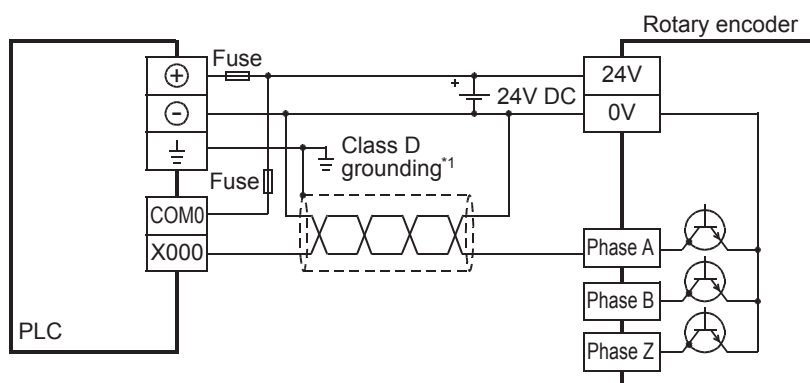 Rotary encoder
Fuse
24V
+
24V DC
0V
Class D
grounding*1
Fuse
COM0
X000
Phase A
Phase B
Phase Z
PLC